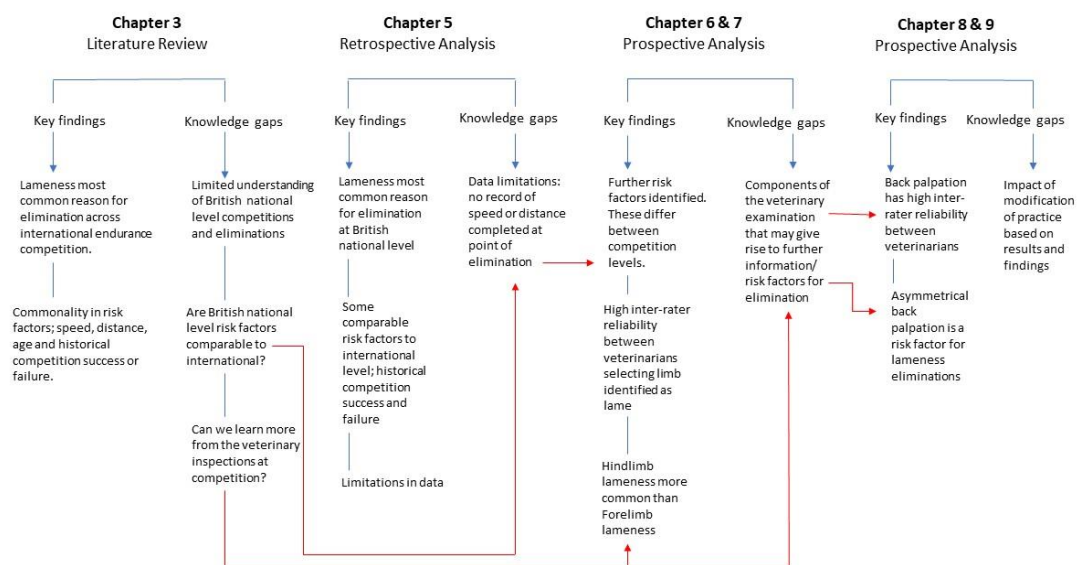 Chapter 3
Literature Review
Key findings
Lameness most
common reason for
elimination across
international endurance
competition.
Commonality in risk
factors; speed, distance,
age and historical
competition success or
failure.
Knowledge gaps
Limited understanding
of British national
level competitions
and eliminations
Are British national
level risk factors
comparable to
international?
Can we learn more
from the veterinary
inspections at
competition?
Chapter 5
Retrospective Analysis
Key findings
Lameness most
common reason
for elimination
at British
national level
Some
comparable
risk factors to
international
level; historical
competition
success and
failure
Limitations in data
Knowledge gaps
Data limitations:
no record of
speed or distance
completed at
point of
elimination
Chapter 6 & 7
Prospective Analysis
Key findings
Further risk
factors identified.
These differ
between
competition
levels.
High inter-rater
reliability
between
veterinarians
selecting limb
identified as
lame
Hindlimb
lameness more
common than
Forelimb
lameness
Knowledge gaps
Components of
the veterinary
examination
that may give
rise to further
information/
risk factors for
elimination
Chapter 8 & 9
Prospective Analysis
Key findings
Back palpation
has high inter-
rater reliability
between
veterinarians
Asymmetrical
back
palpation is a
risk factor for
lameness
eliminations
Knowledge gaps
Impact of
modification
of practice
based on
results and
findings